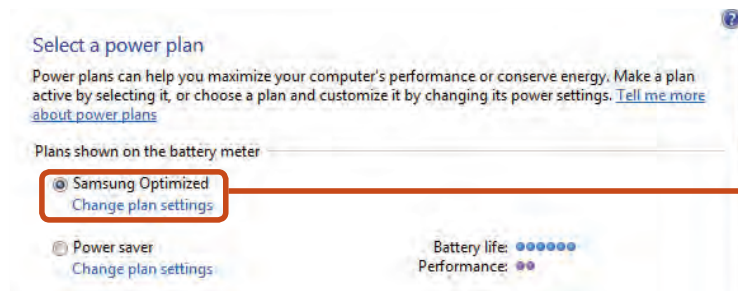 Select a power plan
Power plans can help you maximize your computer's performance or conserve energy. Make a plan
active by selecting it, or choose a plan and customize it by changing its power settings. Tell me more
about power plans
Plans shown on the battery meter
Samsung Optimized
Change plan settings
Power saver Battery life:
Change plan settings Performance: